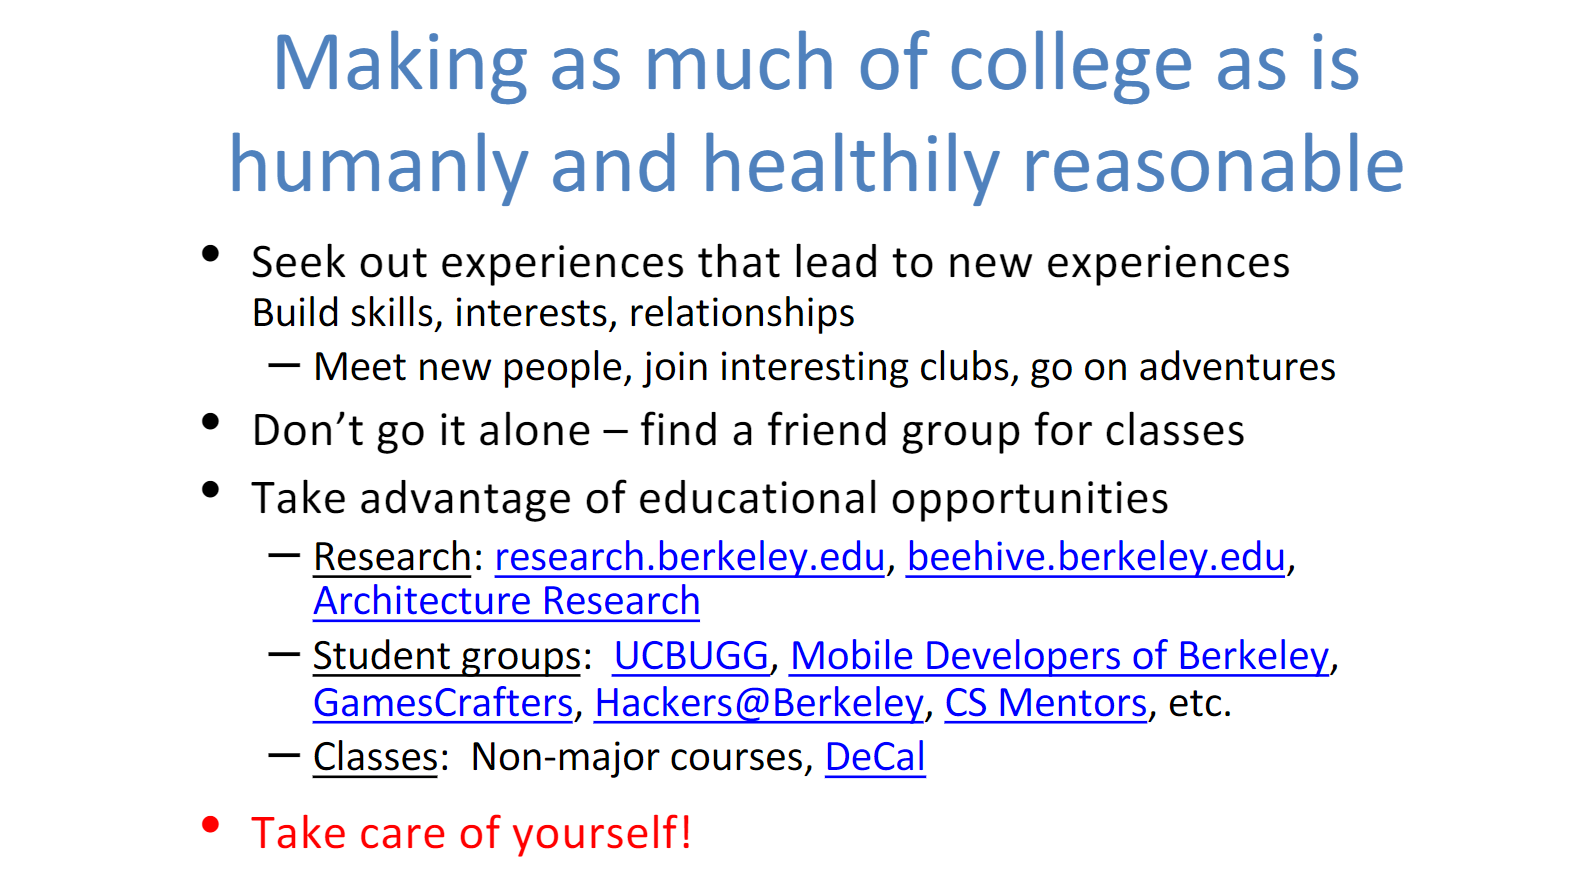 Making as much of college as is
humanly and healthily reasonable
• Seek out experiences that lead to new experiences
Build skills, interests, relationships
– Meet new people, join interesting clubs, go on adventures
• Don’t go it alone – find a friend group for classes
• Take advantage of educational opportunities
– Research: research.berkeley.edu, beehive.berkeley.edu,
Architecture Research
– Student groups: UCBUGG, Mobile Developers of Berkeley,
GamesCrafters, Hackers@Berkeley, CS Mentors, etc.
– Classes: Non-major courses, DeCal
• Take care of yourself!